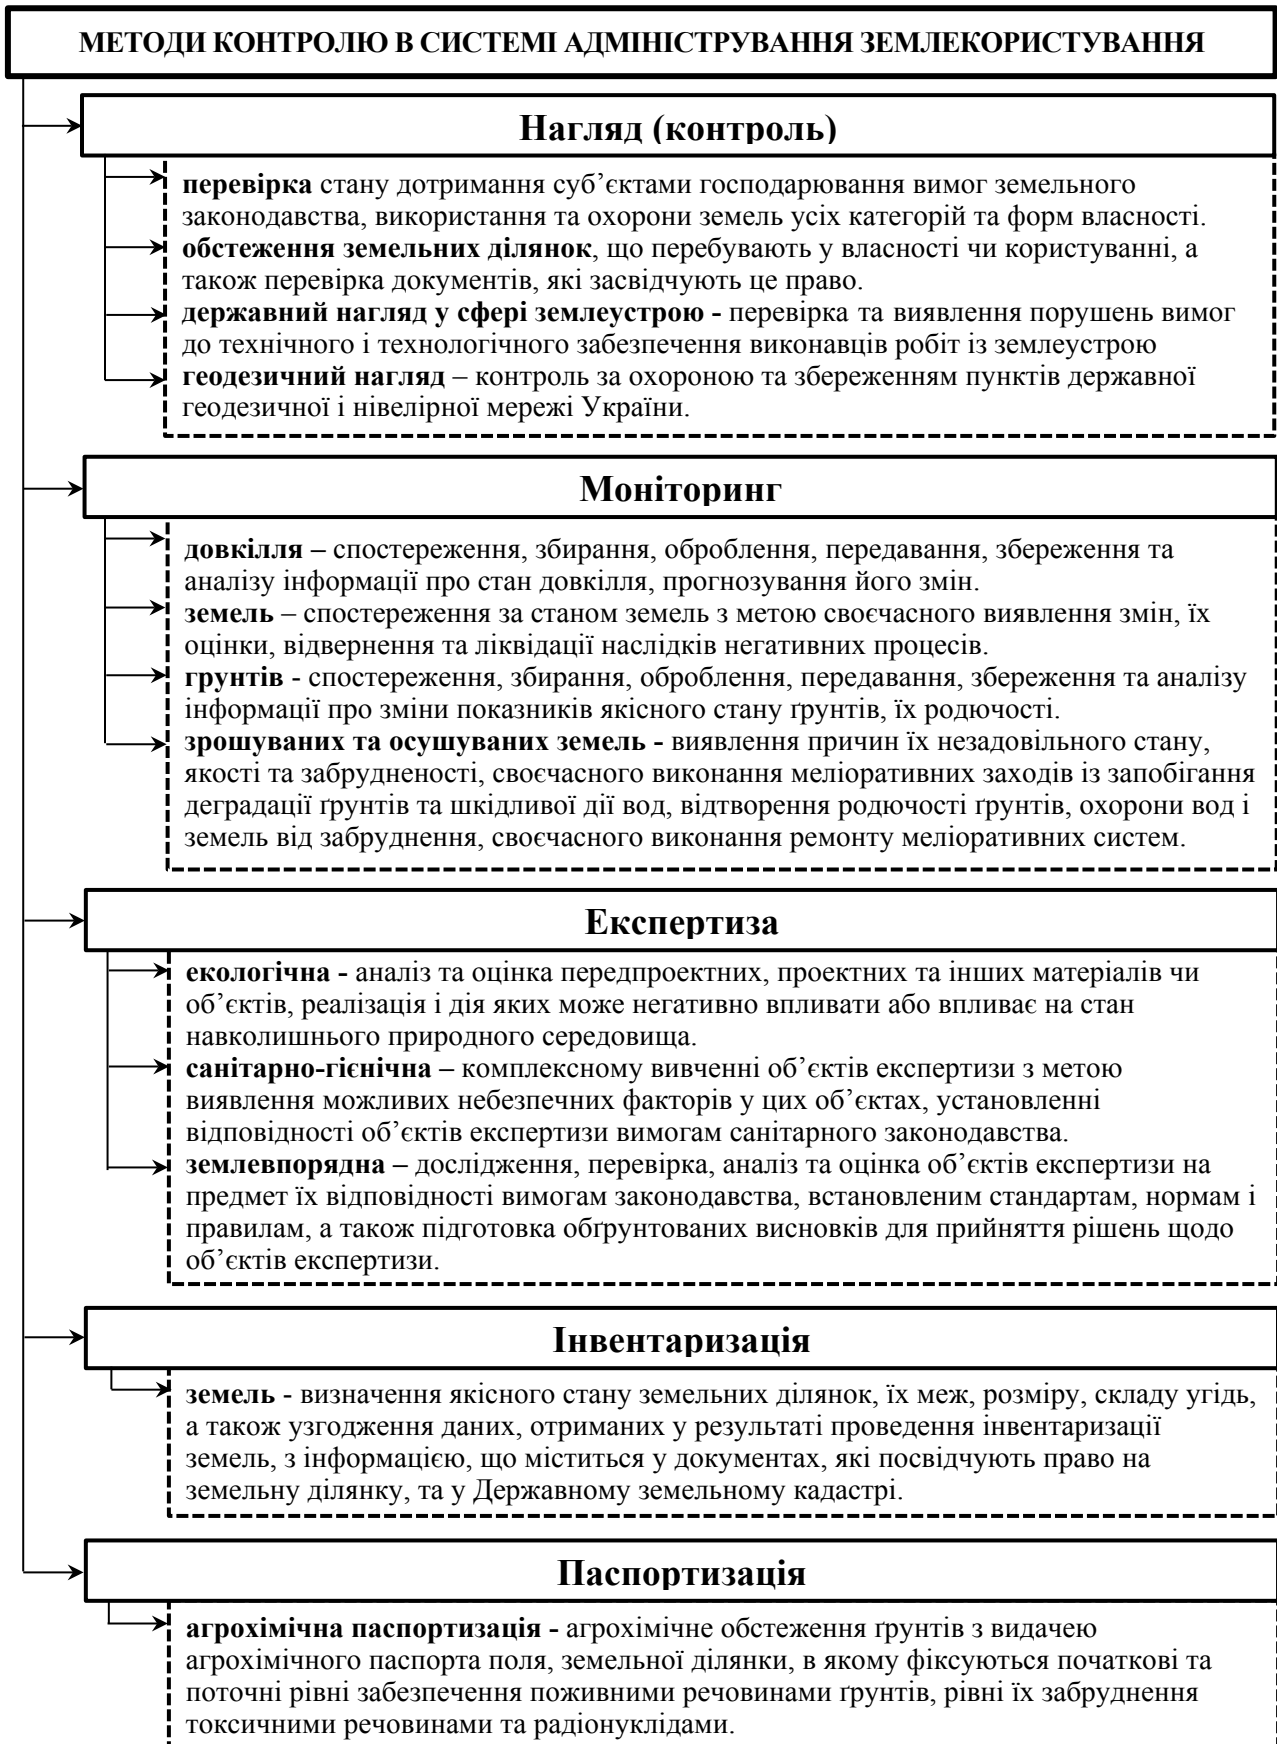 МЕТОДИ КОНТРОЛЮ В СИСТЕМІ АДМІНІСТРУВАННЯ ЗЕМЛЕКОРИСТУВАННЯ
Нагляд (контроль)
перевірка стану дотримання суб’єктами господарювання вимог земельного
законодавства, використання та охорони земель усіх категорій та форм власності.
обстеження земельних ділянок, що перебувають у власності чи користуванні, а
також перевірка документів, які засвідчують це право.
державний нагляд у сфері землеустрою - перевірка та виявлення порушень вимог
до технічного і технологічного забезпечення виконавців робіт із землеустрою
геодезичний нагляд – контроль за охороною та збереженням пунктів державної
геодезичної і нівелірної мережі України.
Моніторинг
довкілля – спостереження, збирання, оброблення, передавання, збереження та
аналізу інформації про стан довкілля, прогнозування його змін.
земель – спостереження за станом земель з метою своєчасного виявлення змін, їх
оцінки, відвернення та ліквідації наслідків негативних процесів.
грунтів - спостереження, збирання, оброблення, передавання, збереження та аналізу
інформації про зміни показників якісного стану ґрунтів, їх родючості.
зрошуваних та осушуваних земель - виявлення причин їх незадовільного стану,
якості та забрудненості, своєчасного виконання меліоративних заходів із запобігання
деградації ґрунтів та шкідливої дії вод, відтворення родючості ґрунтів, охорони вод і
земель від забруднення, своєчасного виконання ремонту меліоративних систем.
Експертиза
екологічна - аналіз та оцінка передпроектних, проектних та інших матеріалів чи
об’єктів, реалізація і дія яких може негативно впливати або впливає на стан
навколишнього природного середовища.
санітарно-гієнічна – комплексному вивченні об’єктів експертизи з метою
виявлення можливих небезпечних факторів у цих об’єктах, установленні
відповідності об’єктів експертизи вимогам санітарного законодавства.
землевпорядна – дослідження, перевірка, аналіз та оцінка об’єктів експертизи на
предмет їх відповідності вимогам законодавства, встановленим стандартам, нормам і
правилам, а також підготовка обґрунтованих висновків для прийняття рішень щодо
об’єктів експертизи.
Інвентаризація
земель - визначення якісного стану земельних ділянок, їх меж, розміру, складу угідь,
а також узгодження даних, отриманих у результаті проведення інвентаризації
земель, з інформацією, що міститься у документах, які посвідчують право на
земельну ділянку, та у Державному земельному кадастрі.
Паспортизація
агрохімічна паспортизація - агрохімічне обстеження ґрунтів з видачею
агрохімічного паспорта поля, земельної ділянки, в якому фіксуються початкові та
поточні рівні забезпечення поживними речовинами ґрунтів, рівні їх забруднення
токсичними речовинами та радіонуклідами.